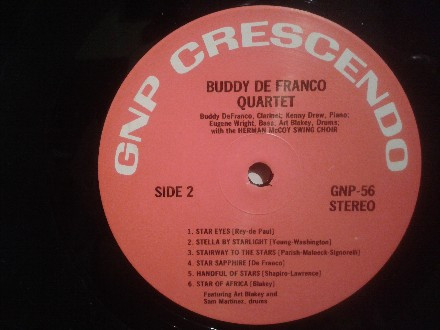 GNP CRESCENDO
BUDDY DE FRANCO
QUARTET
Buddy DeFranco, Clarinet; Kenny Drew, Piano;
Eugene Wright, Bass, Art Blakey, Drums;
with the HERMAN McCOY SWING CHOIR
SIDE 2
GNP-56
STEREO
1. STAR EYES [Rey-de Paul]
2. STELLA BY STARLIGHT [Young-Washington]
3. STAIRWAY TO THE STARS [Parish-Malneck-Signorelli]
4. STAR SAPPHIRE [De Franco]
5. HANDFUL OF STARS [Shapiro-Lawrence]
6. STAR OF AFRICA [Blakey]
Featuring Art Blakey and
Sam Martinez, drums